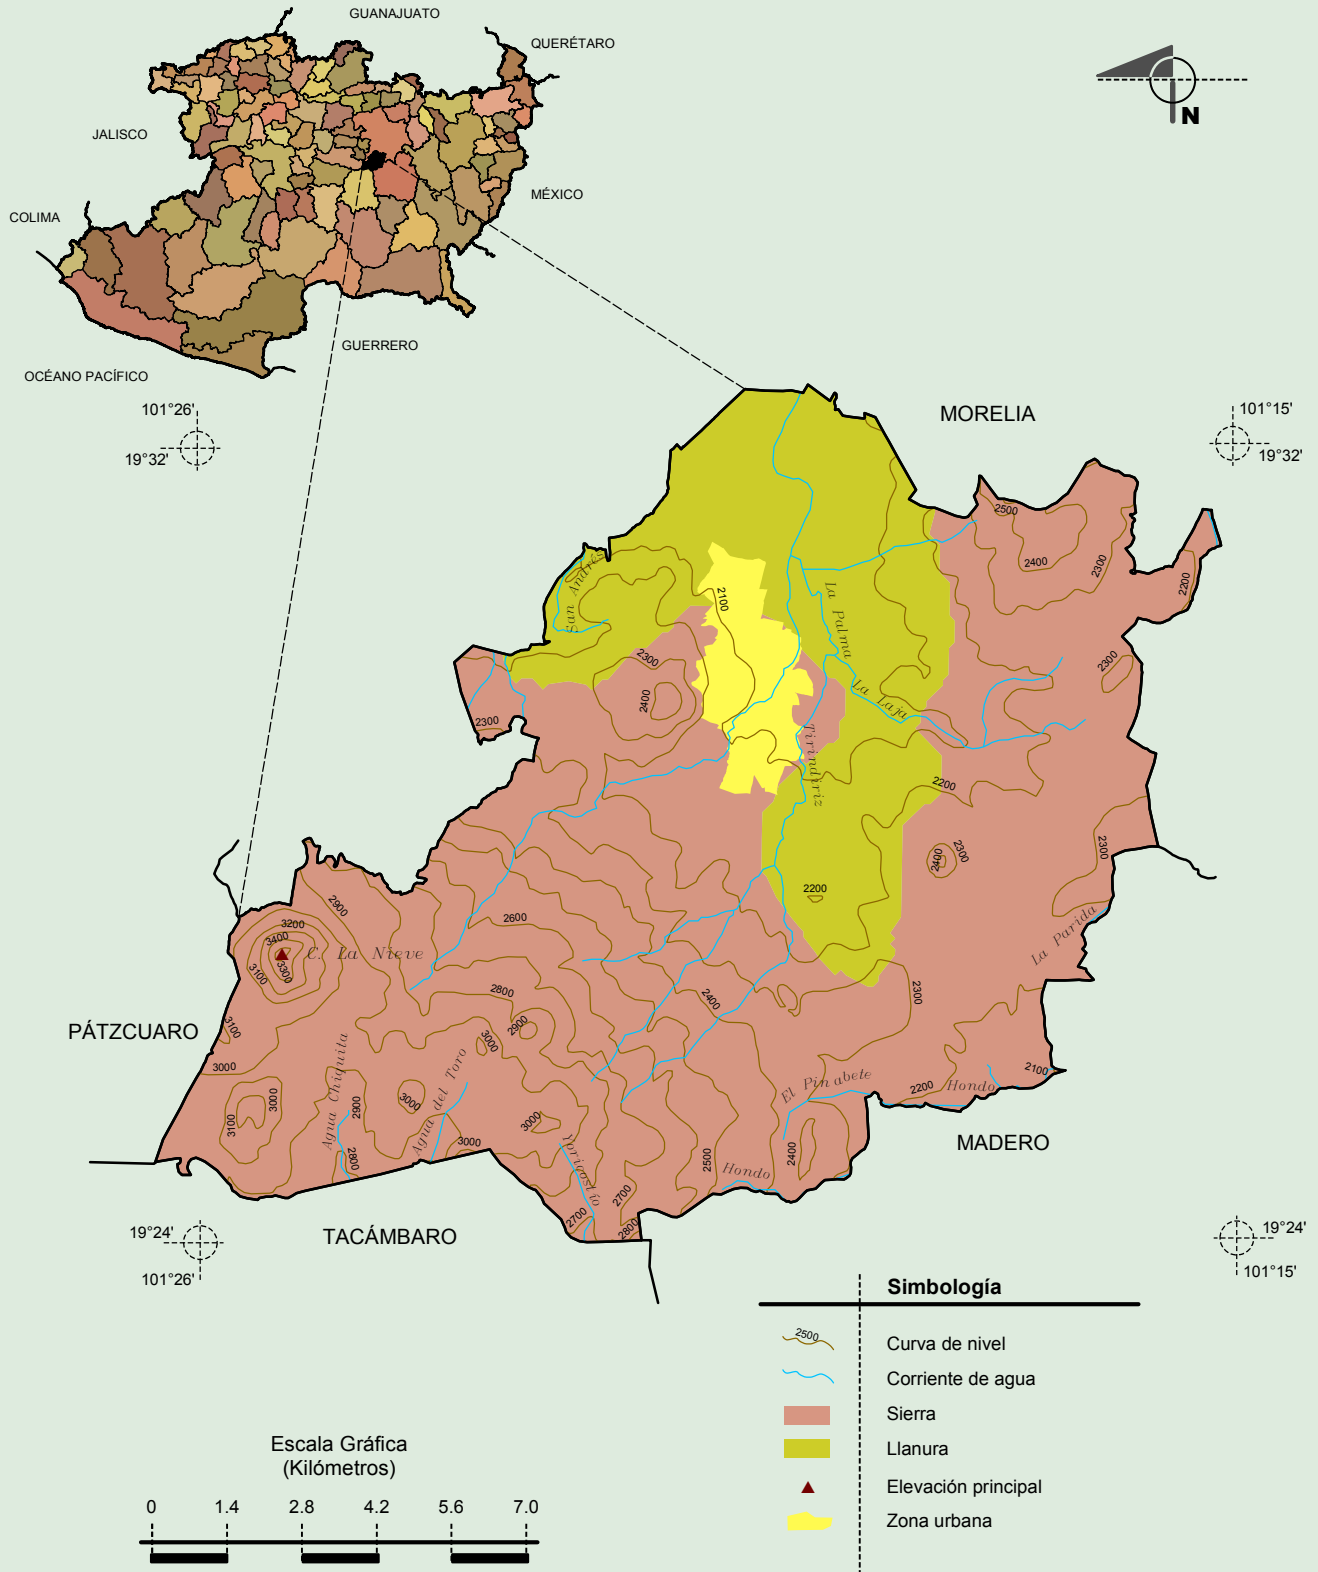 GUANAJUATO
QUERÉTARO
JALISCO
MÉXICO
COLIMA
GUERRERO
OCÉANO PACÍFICO
N
101°26'
19°32'
101°15'
19°32'
MORELIA
2500
2400
2300
2200
San Andrés
2100
La Palma
2300
2400
2300
La Laja
2300
Tirindiriz
2200
2300
2400
2300
2200
2900
3200
3400
3300
3100
C. La Nieve
2600
La Parida
2800
2900
3000
2400
2300
PÁTZCUARO
3100
3000
3000
3100
Agua Chiquita
2900
2800
3000
Agua del Toro
3000
3000
Yoricostío
2700
2700
2800
2500
Hondo
2400
El Pinabete
2200
Hondo
2100
MADERO
TACÁMBARO
19°24'
101°26'
19°24'
101°15'
Simbología
2500
Curva de nivel
Corriente de agua
Sierra
Llanura
Elevación principal
Zona urbana
Escala Gráfica
(Kilómetros)
0 1.4 2.8 4.2 5.6 7.0